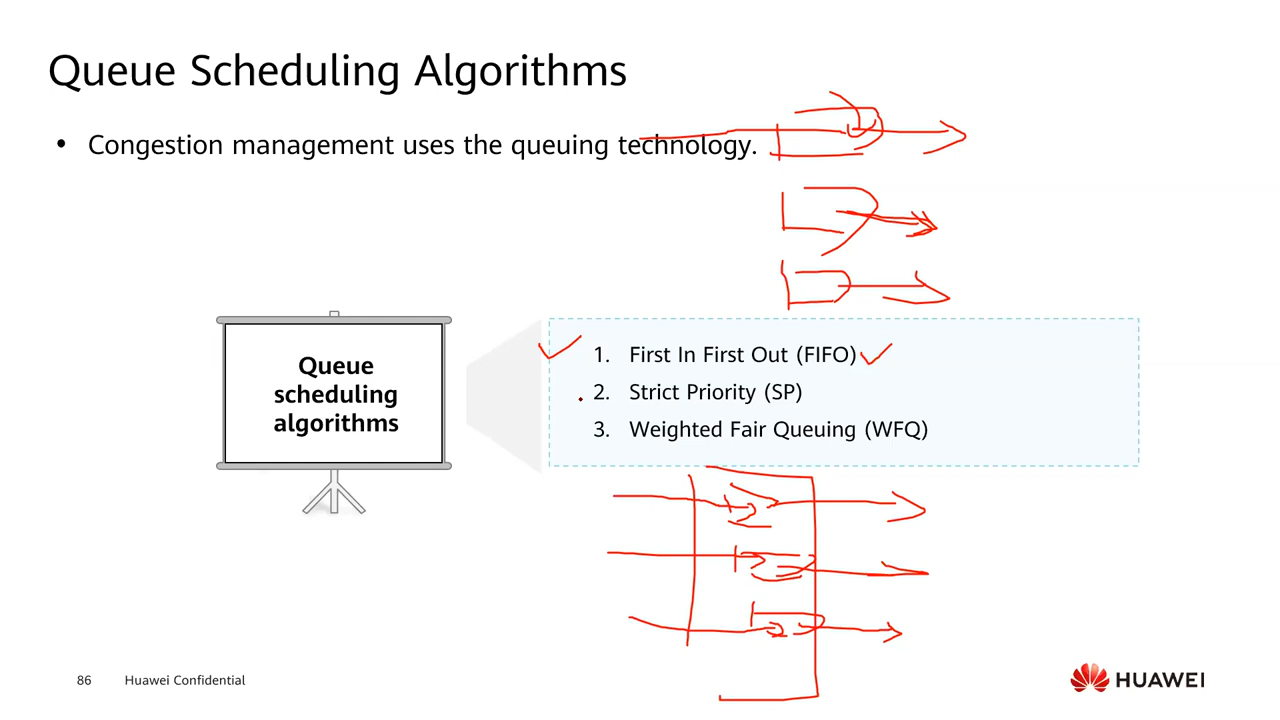 Queue Scheduling Algorithms
• Congestion management uses the queuing technology.
Queue
scheduling
algorithms
1. First In First Out (FIFO)
2. Strict Priority (SP)
3. Weighted Fair Queuing (WFQ)
86 Huawei Confidential
HUAWEI